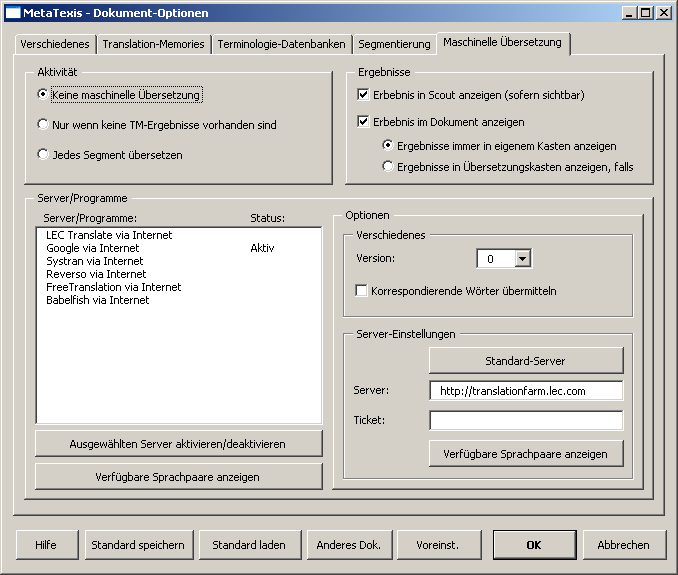 MetaTexis - Dokument-Optionen
Verschiedenes
Translation-Memories
Terminologie-Datenbanken
Segmentierung
Maschinelle Übersetzung
Aktivität
Keine maschinelle Übersetzung
Nur wenn keine TM-Ergebnisse vorhanden sind
Jedes Segment übersetzen
Ergebnisse
Erbebnis in Scout anzeigen (sofern sichtbar)
Erbebnis im Dokument anzeigen
Ergebnisse immer in eigenem Kasten anzeigen
Ergebnisse in Übersetzungskasten anzeigen, falls
Server/Programme
Server/Programme: Status:
LEC Translate via Internet
Google via Internet Aktiv
Systran via Internet
Reverso via Internet
FreeTranslation via Internet
Babelfish via Internet
Ausgewählten Server aktivieren/deaktivieren
Verfügbare Sprachpaare anzeigen
Optionen
Verschiedenes
Version: 0
Korrespondierende Wörter übermitteln
Server-Einstellungen
Standard-Server
Server: http://translationfarm.lec.com
Ticket:
Verfügbare Sprachpaare anzeigen
Hilfe
Standard speichern
Standard laden
Anderes Dok.
Voreinst.
OK
Abbrechen